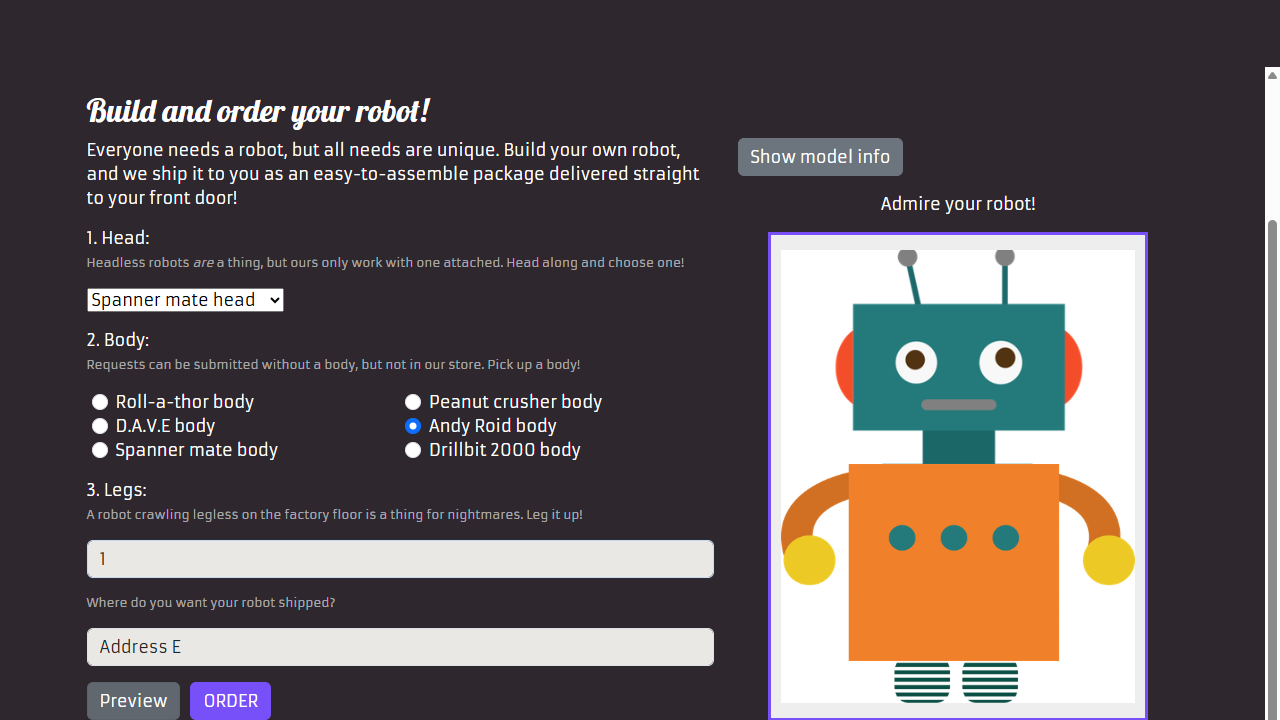 Build and order your robot!
Everyone needs a robot, but all needs are unique. Build your own robot,
and we ship it to you as an easy-to-assemble package delivered straight
to your front door!
1. Head:
Headless robots are a thing, but ours only work with one attached. Head along and choose one!
Spanner mate head
2. Body:
Requests can be submitted without a body, but not in our store. Pick up a body!
Roll-a-thor body
Peanut crusher body
D.A.V.E body
Andy Roid body
Spanner mate body
Drillbit 2000 body
3. Legs:
A robot crawling legless on the factory floor is a thing for nightmares. Leg it up!
1
Where do you want your robot shipped?
Address E
Preview
ORDER
Show model info
Admire your robot!